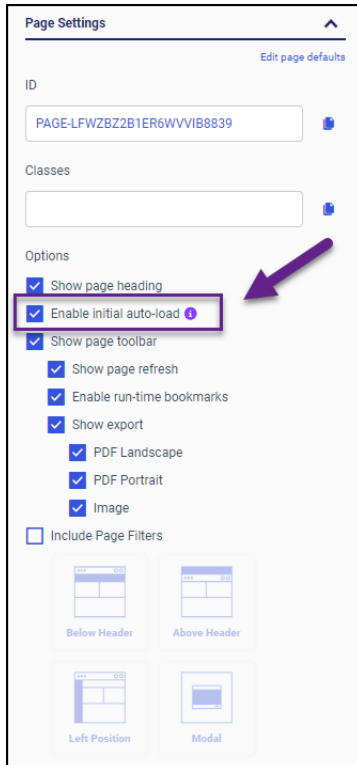 Page Settings
Edit page defaults
ID
PAGE-LFWZBZ2B1ER6WVVIB8839
Classes
Options
Show page heading
Enable initial auto-load
Show page toolbar
Show page refresh
Enable run-time bookmarks
Show export
PDF Landscape
PDF Portrait
Image
Include Page Filters
Below Header Above Header
Left Position Modal